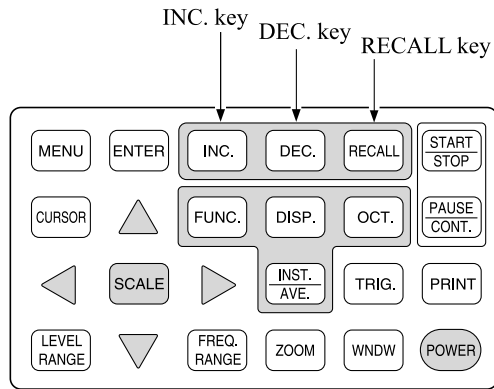 INC. key
DEC. key
RECALL key
MENU
ENTER
INC.
DEC.
RECALL
START
STOP
CURSOR
FUNC.
DISP.
OCT.
PAUSE
CONT.
SCALE
INST.
AVE.
TRIG.
PRINT
LEVEL
RANGE
FREQ.
RANGE
ZOOM
WNDW
POWER